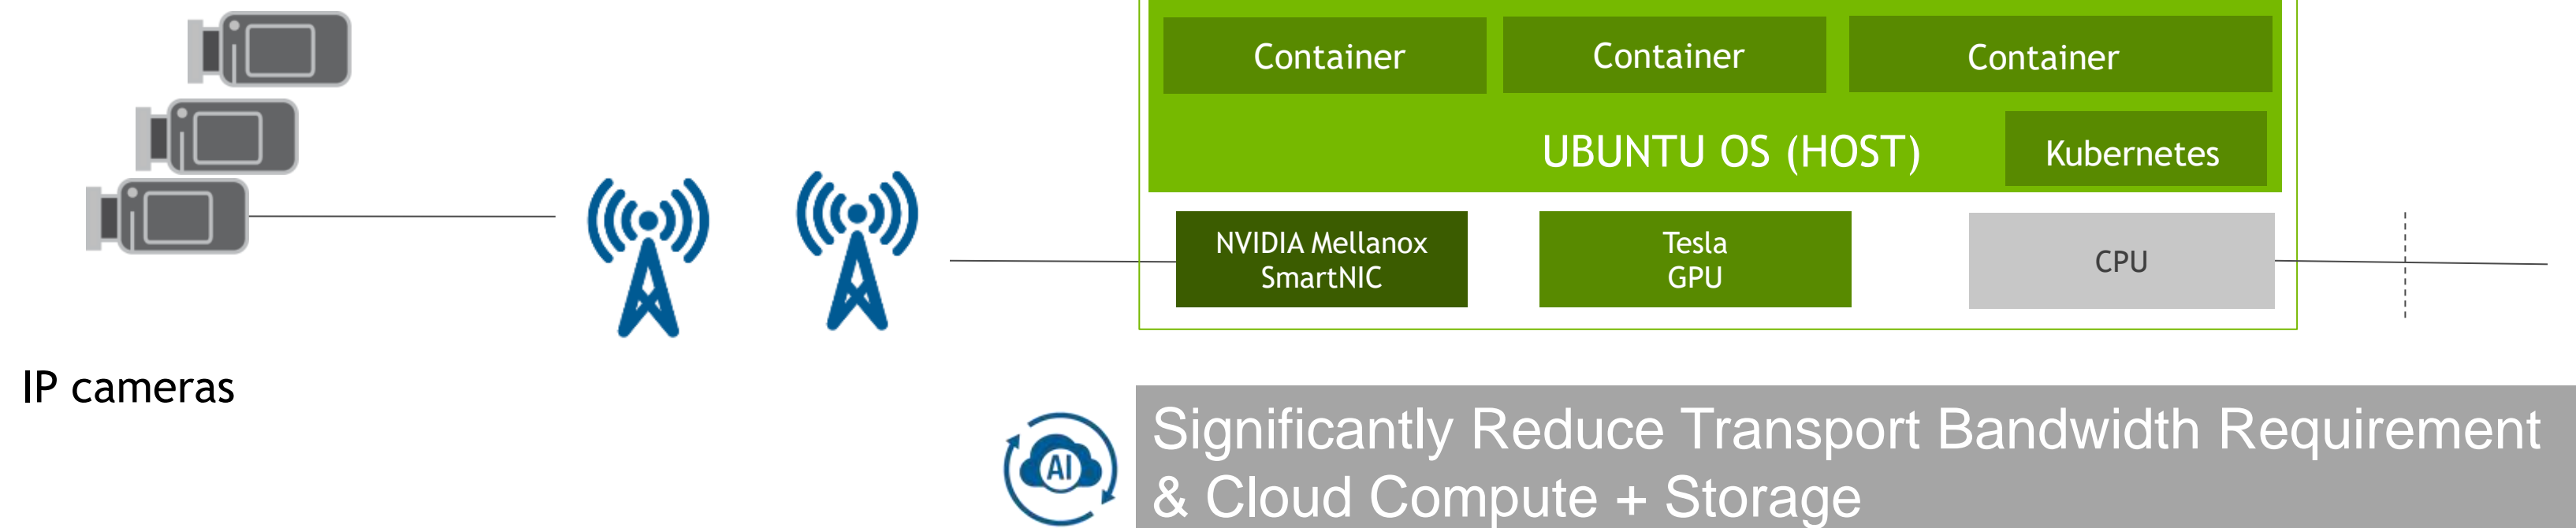 Container
Container
Container
UBUNTU OS (HOST)
Kubernetes
NVIDIA Mellanox
SmartNIC
Tesla
GPU
CPU
IP cameras
AI
Significantly Reduce Transport Bandwidth Requirement
& Cloud Compute + Storage